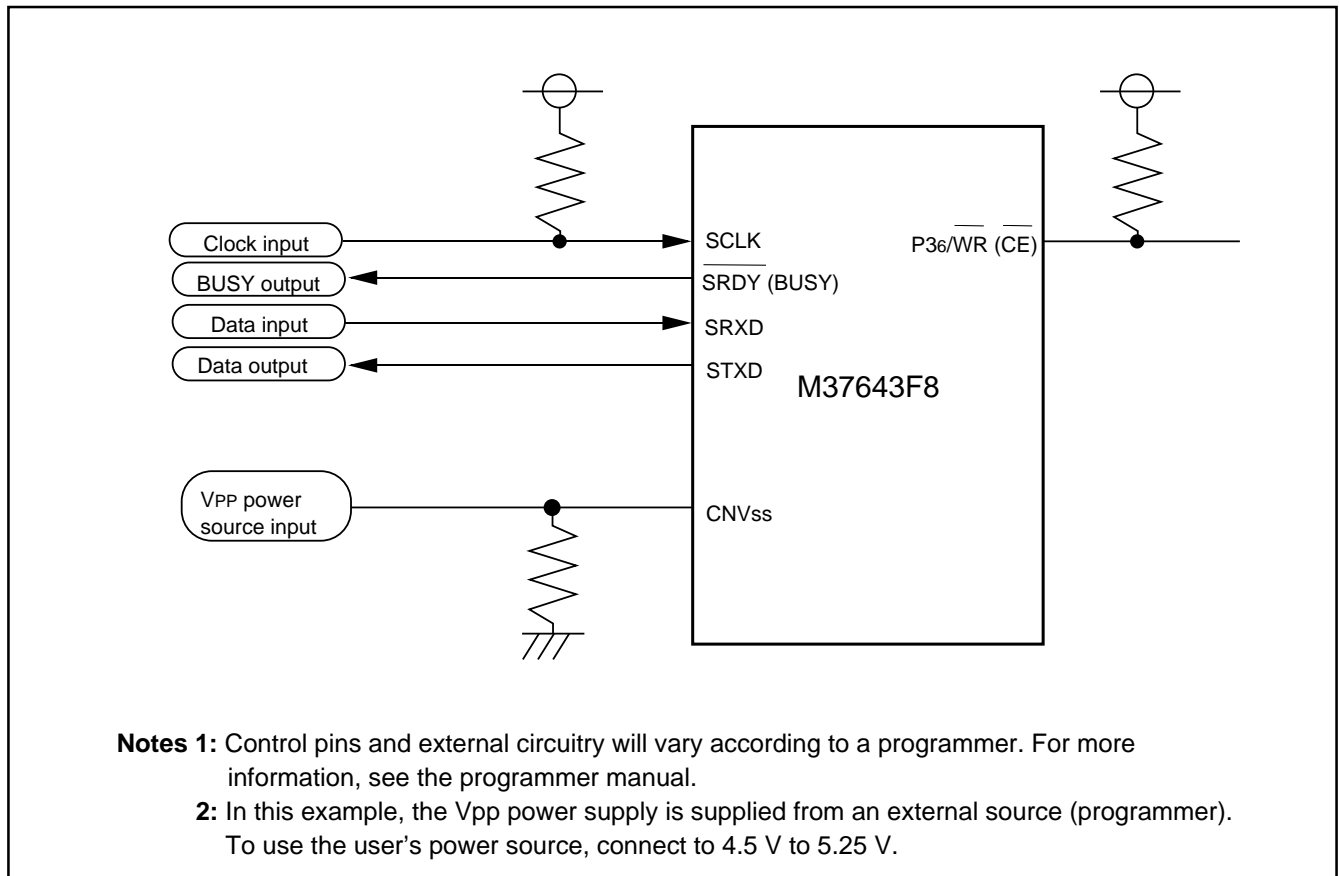 Clock input
BUSY output
Data input
Data output
VPP power
source input
SCLK
SRDY (BUSY)
SRXD
STXD
CNVss
M37643F8
P36/WR (CE)
Notes 1: Control pins and external circuitry will vary according to a programmer. For more
information, see the programmer manual.
2: In this example, the Vpp power supply is supplied from an external source (programmer).
To use the user’s power source, connect to 4.5 V to 5.25 V.